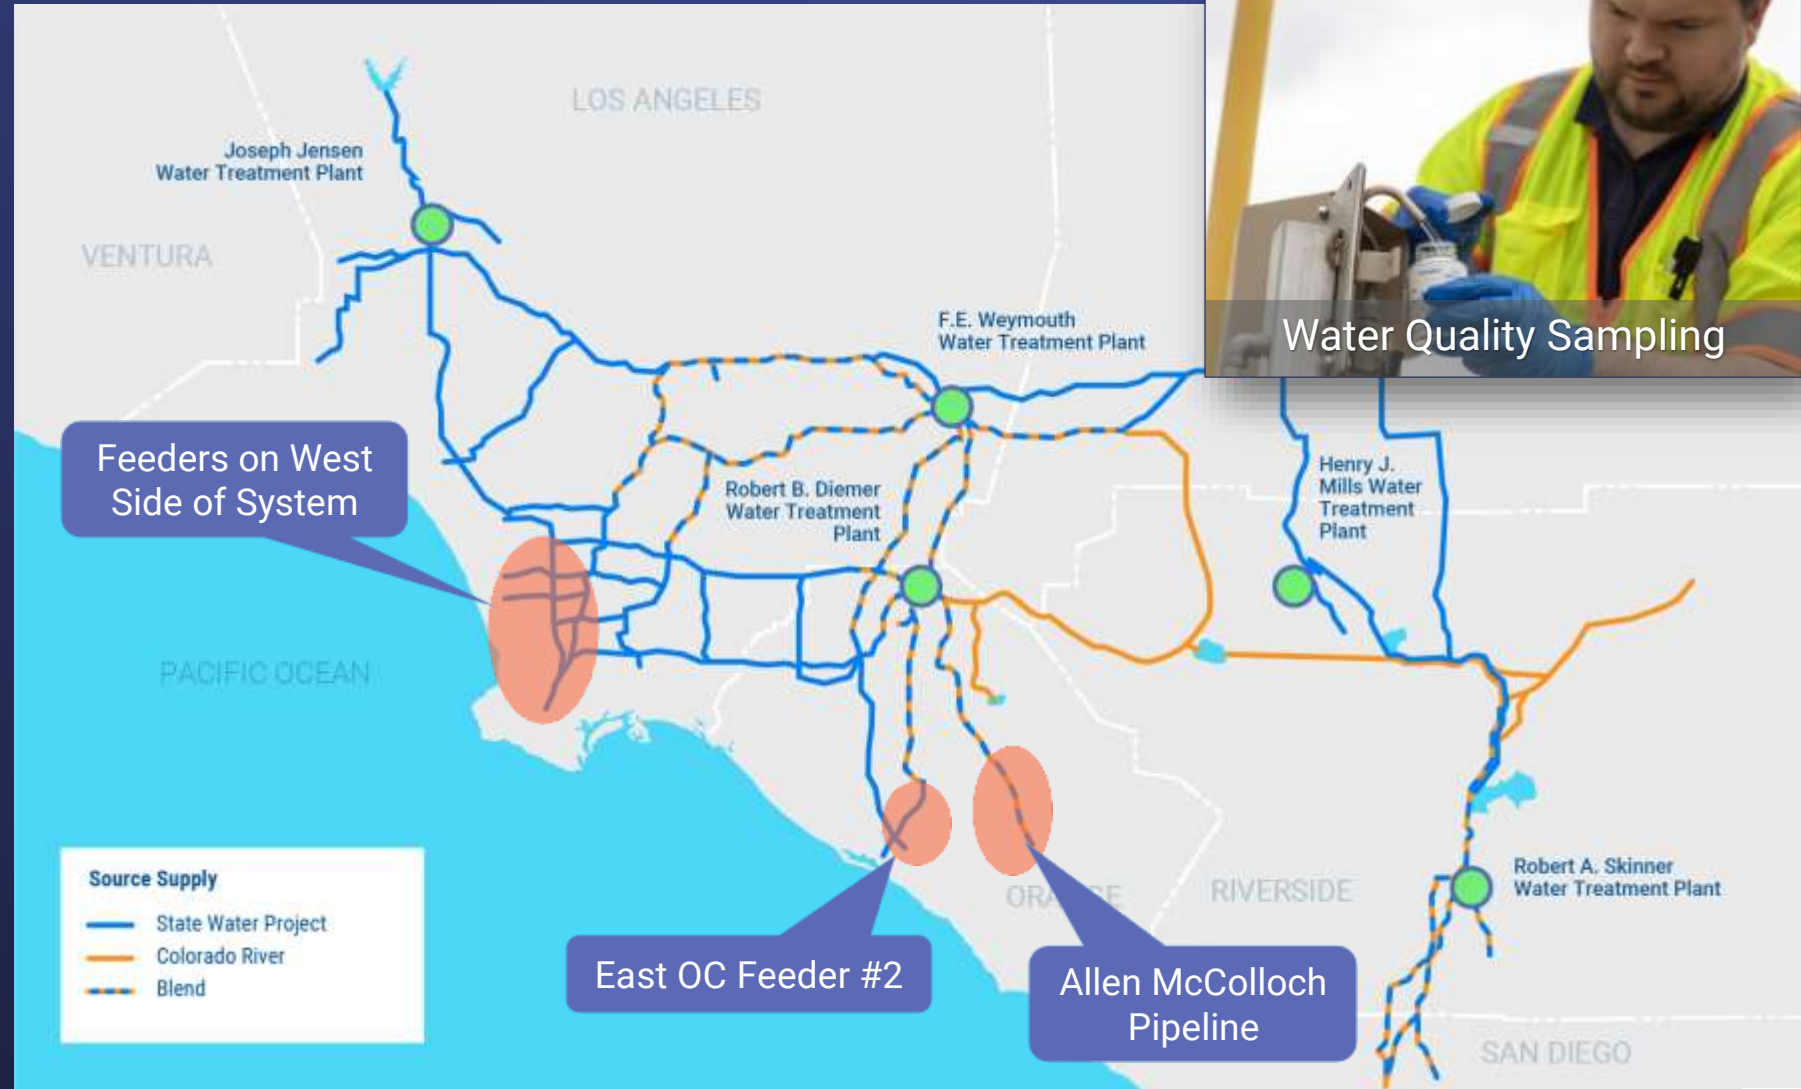 LOS ANGELES
Joseph Jensen
Water Treatment Plant
VENTURA
F.E. Weymouth
Water Treatment Plant
Water Quality Sampling
Feeders on West
Side of System
Henry J.
Mills Water
Treatment
Plant
Robert B. Diemer
Water Treatment
Plant
PACIFIC OCEAN
Source Supply
State Water Project
Colorado River
Blend
ORANGE
RIVERSIDE
Robert A. Skinner
Water Treatment Plant
East OC Feeder #2
Allen McColloch
Pipeline
SAN DIEGO